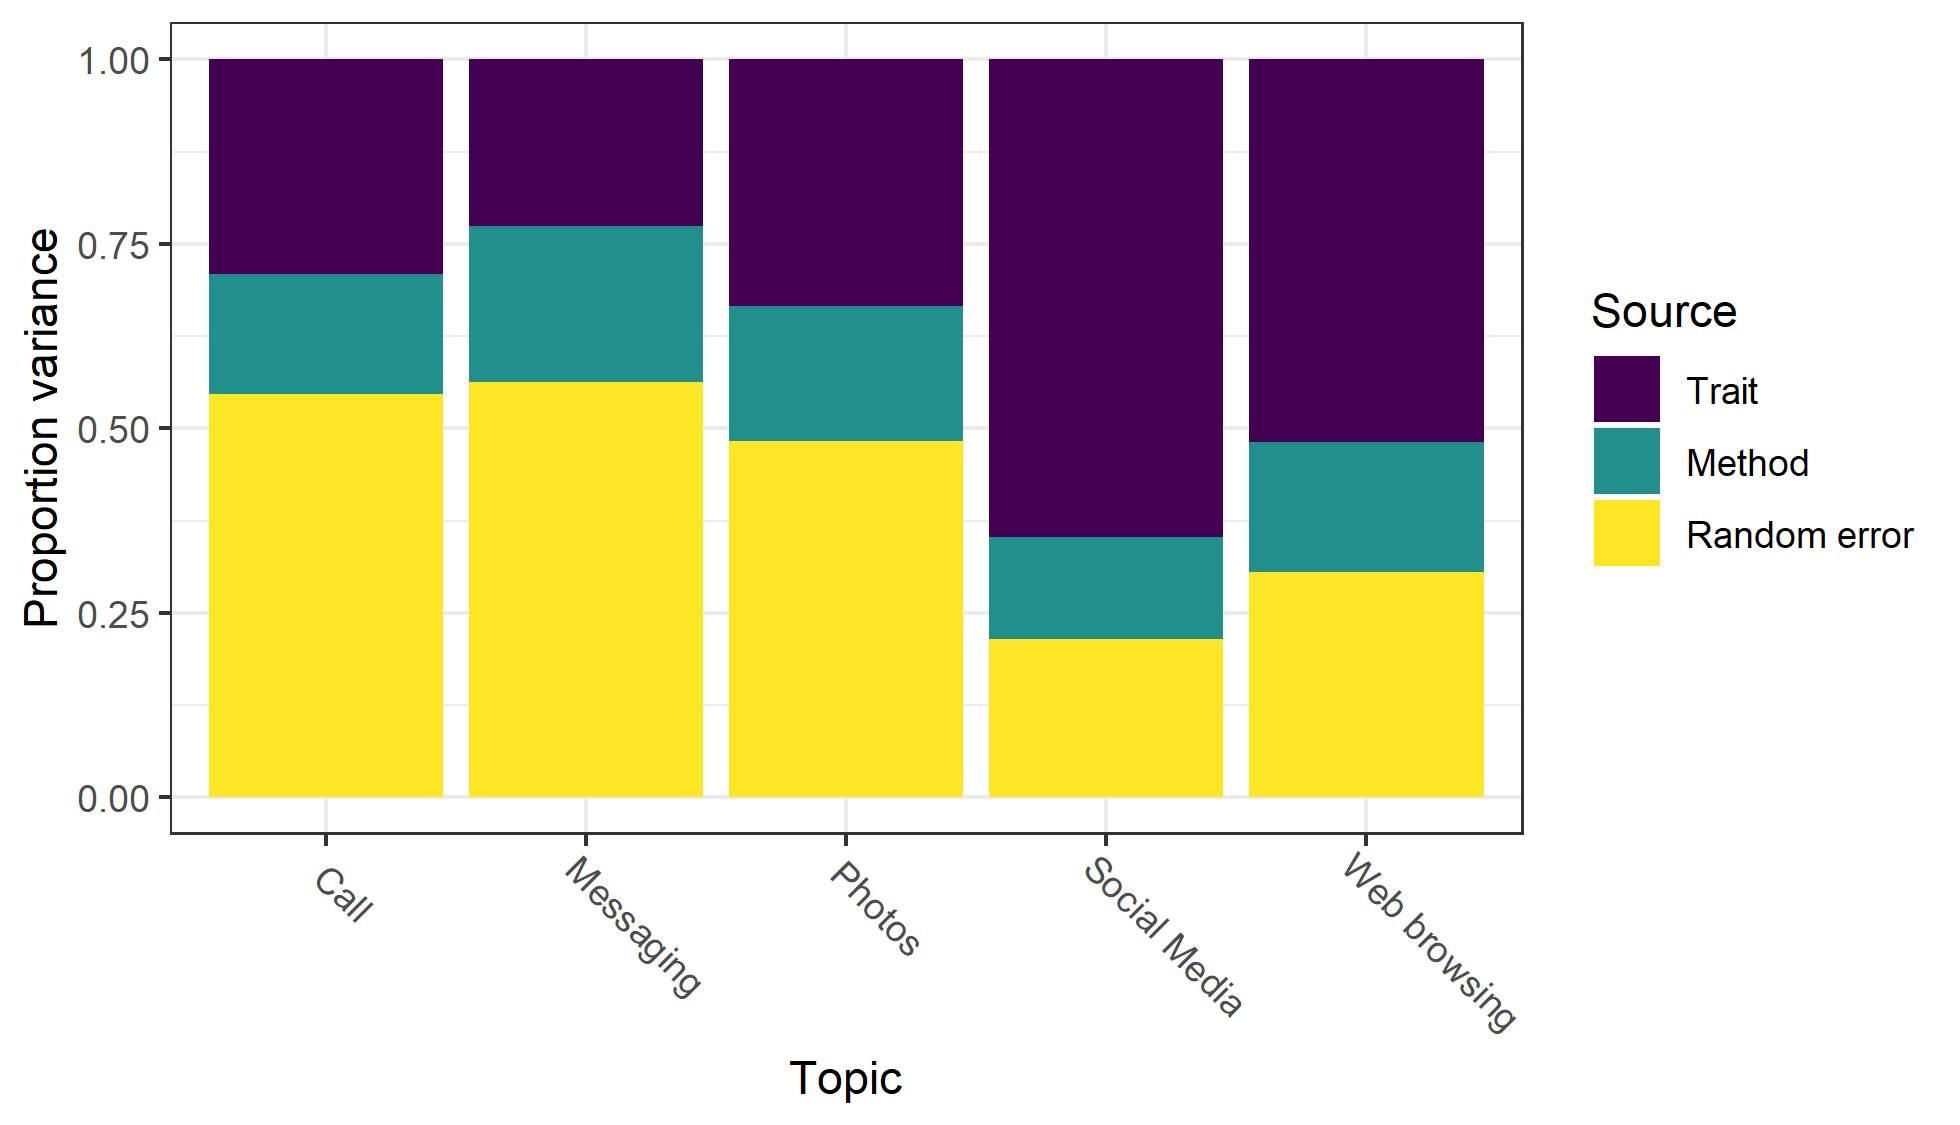 1.00
0.75
0.50
0.25
0.00
Proportion variance
Call
Messaging
Photos
Social Media
Web browsing
Topic
Source
Trait
Method
Random error